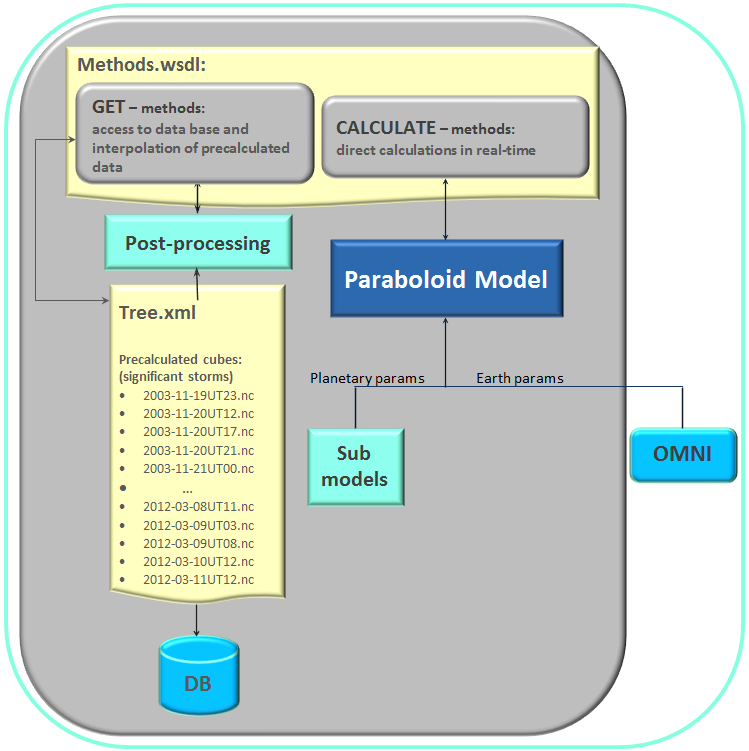 Methods.wsdl:
GET – methods:
access to data base and
interpolation of precalculated
data
CALCULATE – methods:
direct calculations in real-time
Post-processing
Paraboloid Model
Tree.xml
Precalculated cubes:
(significant storms)
• 2003-11-19UT23.nc
• 2003-11-20UT12.nc
• 2003-11-20UT17.nc
• 2003-11-20UT21.nc
• 2003-11-21UT00.nc
• ...
• 2012-03-08UT11.nc
• 2012-03-09UT03.nc
• 2012-03-09UT08.nc
• 2012-03-10UT12.nc
• 2012-03-11UT12.nc
Planetary params
Earth params
Sub
models
OMNI
DB